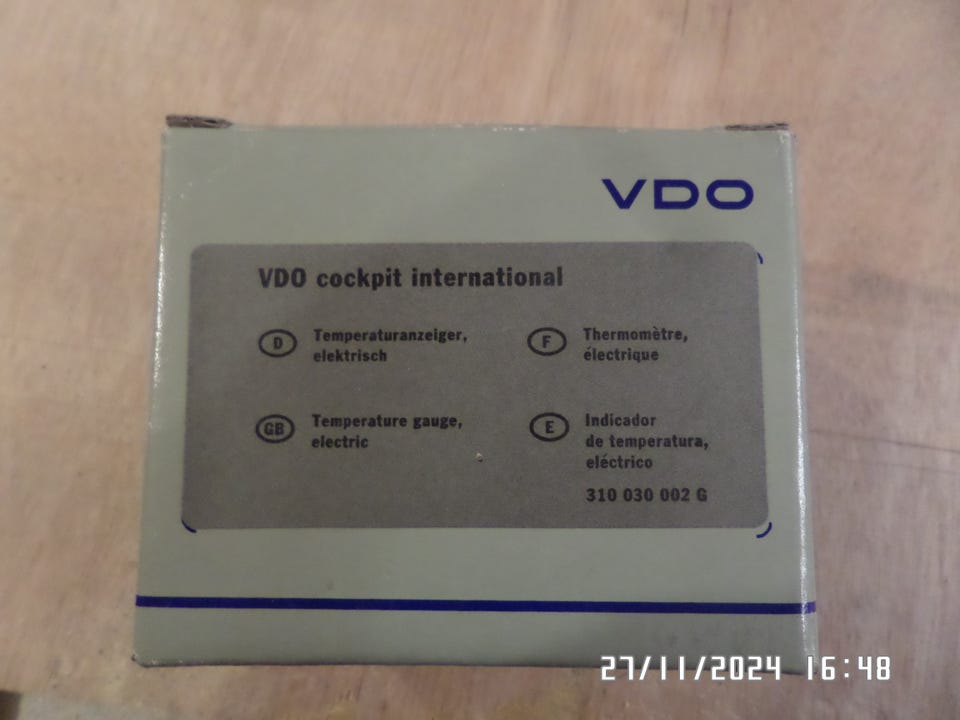 VDO
VDO cockpit international
D Temperaturanzeiger,
elektrisch
F Thermomètre,
électrique
GB Temperature gauge,
electric
E Indicador
de temperatura,
eléctrico
310 030 002 G
27/11/2024 16:48